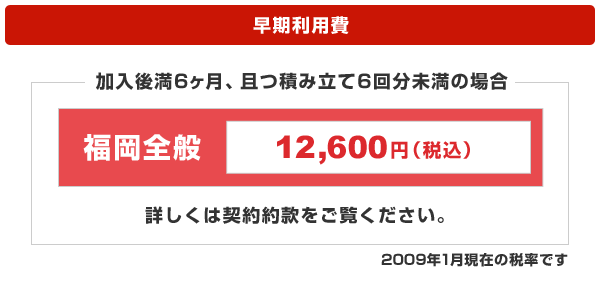 早期利用費
加入後満6ヶ月、且つ積み立て6回分未満の場合
福岡全般 12,600円（税込）
詳しくは契約約款をご覧ください。
2009年1月現在の税率です